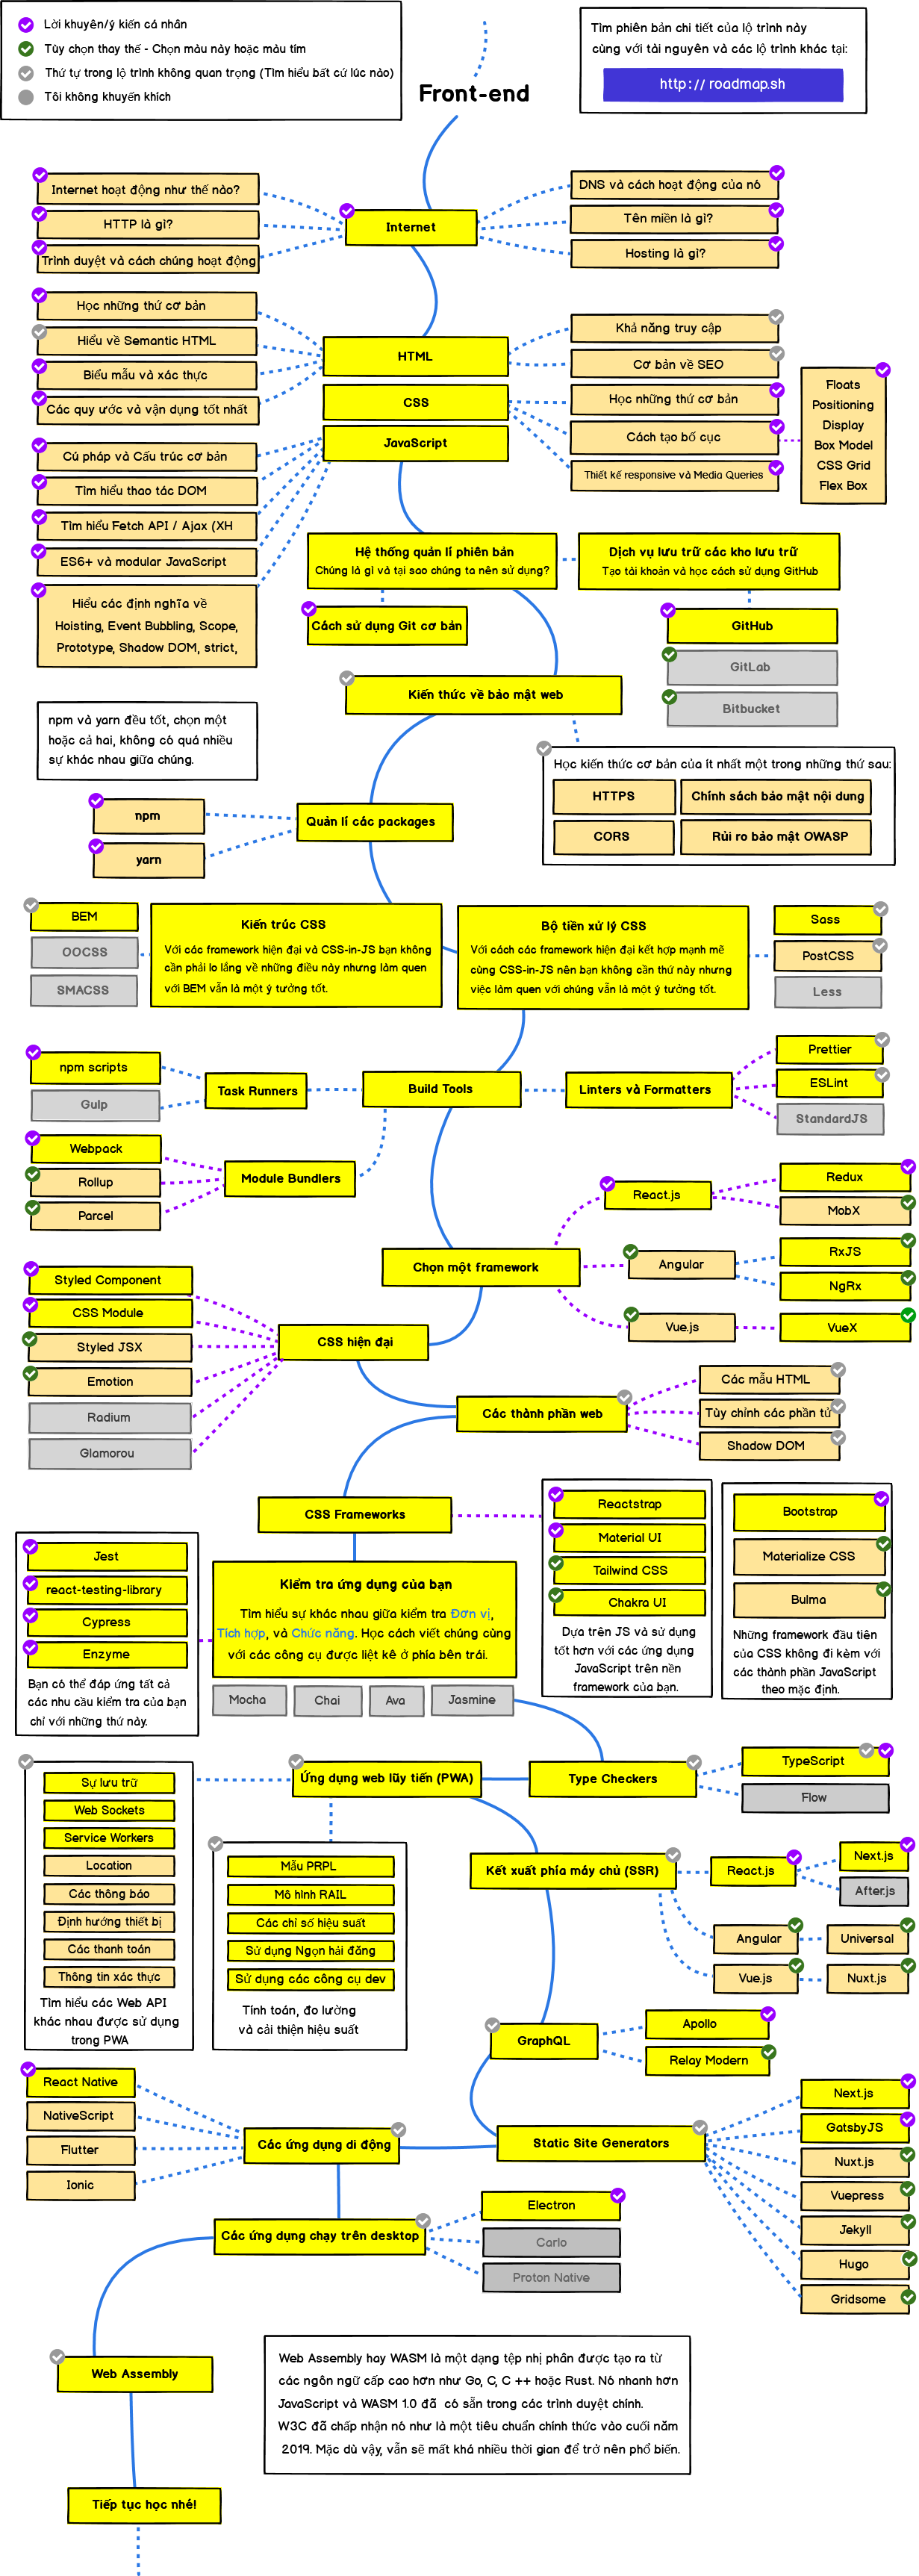 Lời khuyên/ý kiến cá nhân
Tùy chọn thay thế - Chọn màu này hoặc màu tím
Thứ tự trong lộ trình không quan trọng (Tìm hiểu bất cứ lúc nào)
Tôi không khuyến khích
Tìm phiên bản chi tiết của lộ trình này
cùng với tài nguyên và các lộ trình khác tại:
http://roadmap.sh
Front-end
Internet hoạt động như thế nào?
HTTP là gì?
Trình duyệt và cách chúng hoạt động
Internet
DNS và cách hoạt động của nó
Tên miền là gì?
Hosting là gì?
Học những thứ cơ bản
Hiểu về Semantic HTML
Biểu mẫu và xác thực
Các quy ước và vận dụng tốt nhất
HTML
CSS
JavaScript
Khả năng truy cập
Cơ bản về SEO
Học những thứ cơ bản
Cách tạo bố cục
Thiết kế responsive và Media Queries
Floats
Positioning
Display
Box Model
CSS Grid
Flex Box
Cú pháp và Cấu trúc cơ bản
Tìm hiểu thao tác DOM
Tìm hiểu Fetch API / Ajax (XH
ES6+ và modular JavaScript
Hiểu các định nghĩa về
Hoisting, Event Bubbling, Scope,
Prototype, Shadow DOM, strict,
Hệ thống quản lí phiên bản
Chúng là gì và tại sao chúng ta nên sử dụng?
Dịch vụ lưu trữ các kho lưu trữ
Tạo tài khoản và học cách sử dụng GitHub
Cách sử dụng Git cơ bản
GitHub
GitLab
Bitbucket
Kiến thức về bảo mật web
npm và yarn đều tốt, chọn một
hoặc cả hai, không có quá nhiều
sự khác nhau giữa chúng.
Học kiến thức cơ bản của ít nhất một trong những thứ sau:
HTTPS
Chính sách bảo mật nội dung
CORS
Rủi ro bảo mật OWASP
npm
yarn
Quản lí các packages
BEM
OOCSS
SMACSS
Kiến trúc CSS
Với các framework hiện đại và CSS-in-JS bạn không
cần phải lo lắng về những điều này nhưng làm quen
với BEM vẫn là một ý tưởng tốt.
Bộ tiền xử lý CSS
Với cách các framework hiện đại kết hợp mạnh mẽ
cùng CSS-in-JS nên bạn không cần thứ này nhưng
việc làm quen với chúng vẫn là một ý tưởng tốt.
Sass
PostCSS
Less
npm scripts
Gulp
Task Runners
Build Tools
Linters và Formatters
Prettier
ESLint
StandardJS
Webpack
Rollup
Parcel
Module Bundlers
React.js
Redux
MobX
Chọn một framework
Angular
RxJS
NgRx
Vue.js
VueX
Styled Component
CSS Module
Styled JSX
Emotion
Radium
Glamorou
CSS hiện đại
Các thành phần web
Các mẫu HTML
Tùy chỉnh các phần tử
Shadow DOM
CSS Frameworks
Reactstrap
Material UI
Tailwind CSS
Chakra UI
Dựa trên JS và sử dụng
tốt hơn với các ứng dụng
JavaScript trên nền
framework của bạn.
Bootstrap
Materialize CSS
Bulma
Những framework đầu tiên
của CSS không đi kèm với
các thành phần JavaScript
theo mặc định.
Jest
react-testing-library
Cypress
Enzyme
Bạn có thể đáp ứng tất cả
các nhu cầu kiểm tra của bạn
chỉ với những thứ này.
Kiểm tra ứng dụng của bạn
Tìm hiểu sự khác nhau giữa kiểm tra Đơn vị,
Tích hợp, và Chức năng. Học cách viết chúng cùng
với các công cụ được liệt kê ở phía bên trái.
Mocha
Chai
Ava
Jasmine
Ứng dụng web lũy tiến (PWA)
Type Checkers
TypeScript
Flow
Sự lưu trữ
Web Sockets
Service Workers
Location
Các thông báo
Định hướng thiết bị
Các thanh toán
Thông tin xác thực
Tìm hiểu các Web API
khác nhau được sử dụng
trong PWA
Mẫu PRPL
Mô hình RAIL
Các chỉ số hiệu suất
Sử dụng Ngọn hải đăng
Sử dụng các công cụ dev
Tính toán, đo lường
và cải thiện hiệu suất
Kết xuất phía máy chủ (SSR)
React.js
Next.js
After.js
Angular
Universal
Vue.js
Nuxt.js
GraphQL
Apollo
Relay Modern
React Native
NativeScript
Flutter
Ionic
Các ứng dụng di động
Static Site Generators
Next.js
GatsbyJS
Nuxt.js
Vuepress
Jekyll
Hugo
Gridsome
Các ứng dụng chạy trên desktop
Electron
Carlo
Proton Native
Web Assembly
Web Assembly hay WASM là một dạng tệp nhị phân được tạo ra từ
các ngôn ngữ cấp cao hơn như Go, C, C ++ hoặc Rust. Nó nhanh hơn
JavaScript và WASM 1.0 đã có sẵn trong các trình duyệt chính.
W3C đã chấp nhận nó như là một tiêu chuẩn chính thức vào cuối năm
2019. Mặc dù vậy, vẫn sẽ mất khá nhiều thời gian để trở nên phổ biến.
Tiếp tục học nhé!